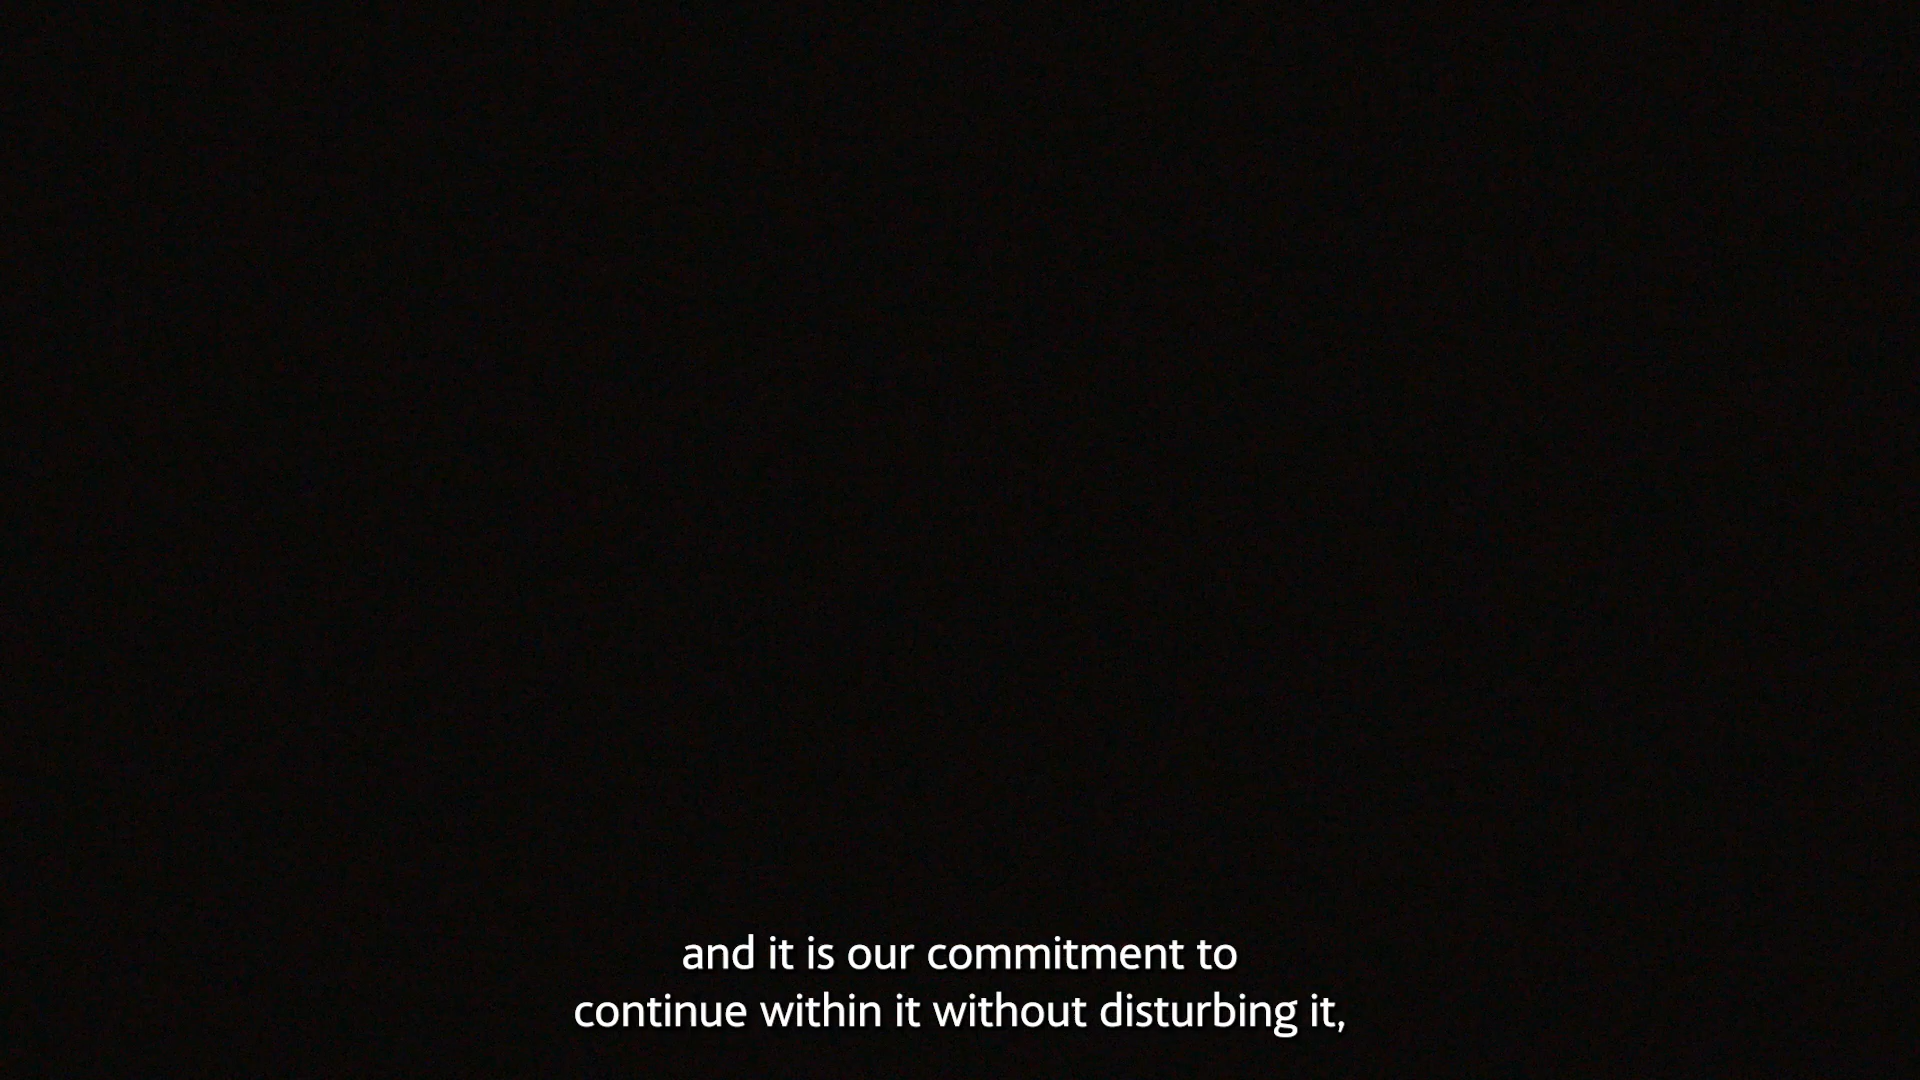 and it is our commitment to
continue within it without disturbing it,